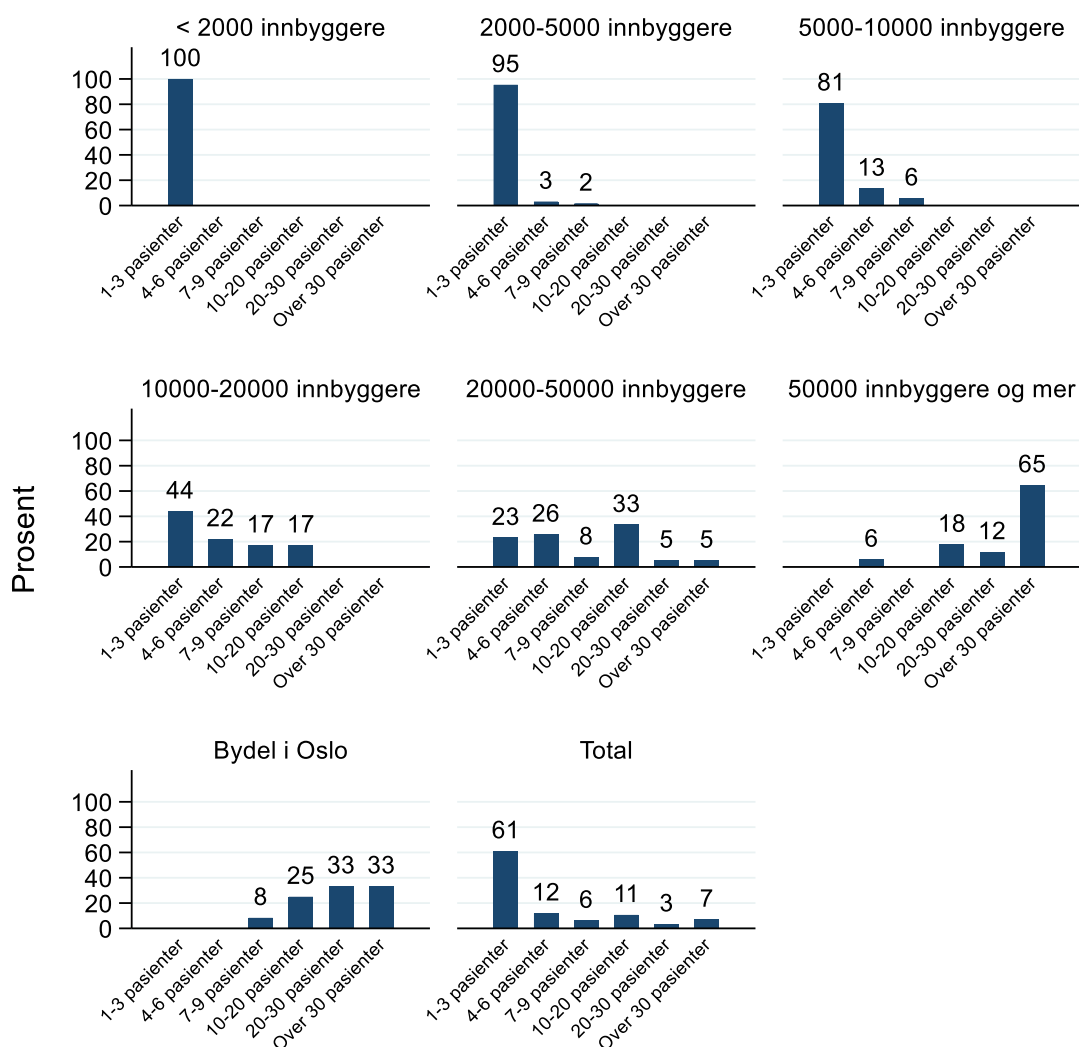 < 2000 innbyggere
2000-5000 innbyggere
5000-10000 innbyggere
100
95
81
13
6
3
2
100
80
60
40
20
0
1-3 pasienter
4-6 pasienter
7-9 pasienter
10-20 pasienter
20-30 pasienter
Over 30 pasienter
1-3 pasienter
4-6 pasienter
7-9 pasienter
10-20 pasienter
20-30 pasienter
Over 30 pasienter
1-3 pasienter
4-6 pasienter
7-9 pasienter
10-20 pasienter
20-30 pasienter
Over 30 pasienter
Prosent
10000-20000 innbyggere
20000-50000 innbyggere
50000 innbyggere og mer
100
80
60
40
20
0
44
22
17
17
23
26
8
33
5
5
6
18
12
65
1-3 pasienter
4-6 pasienter
7-9 pasienter
10-20 pasienter
20-30 pasienter
Over 30 pasienter
1-3 pasienter
4-6 pasienter
7-9 pasienter
10-20 pasienter
20-30 pasienter
Over 30 pasienter
1-3 pasienter
4-6 pasienter
7-9 pasienter
10-20 pasienter
20-30 pasienter
Over 30 pasienter
Bydel i Oslo
Total
100
80
60
40
20
0
8
25
33
33
61
12
6
11
3
7
1-3 pasienter
4-6 pasienter
7-9 pasienter
10-20 pasienter
20-30 pasienter
Over 30 pasienter
1-3 pasienter
4-6 pasienter
7-9 pasienter
10-20 pasienter
20-30 pasienter
Over 30 pasienter